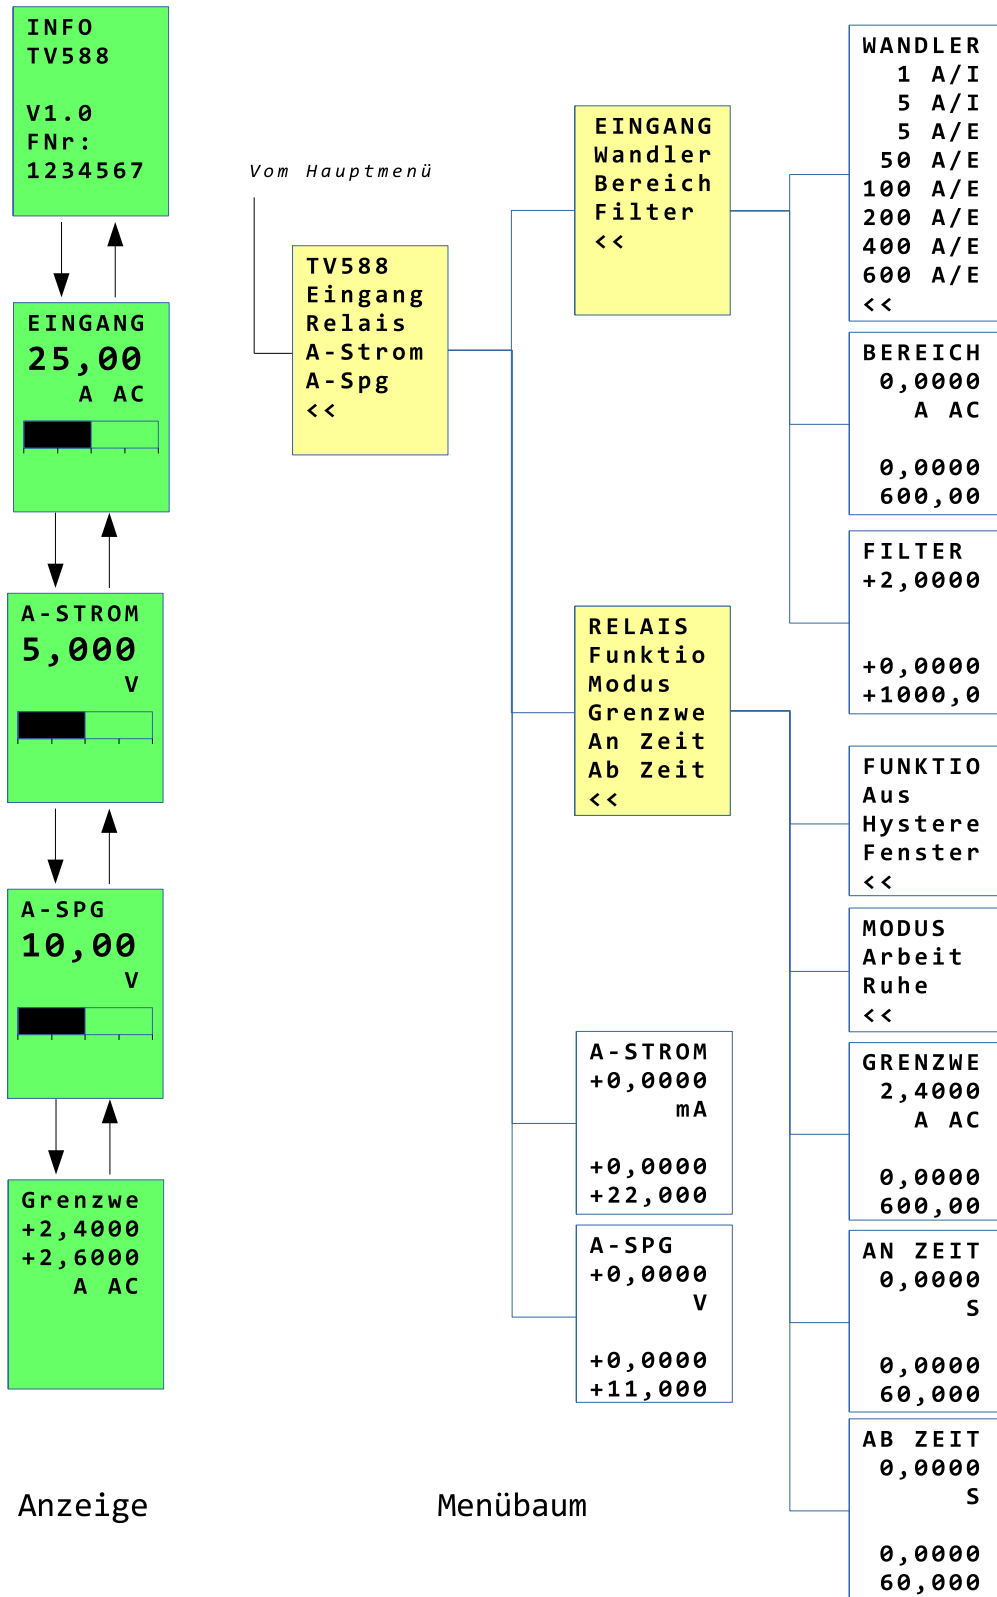 INFO
TV588
V1.0
FNr:
1234567
EINGANG
25,00
A AC
A-STROM
5,000
V
A-SPG
10,00
V
Grenzwe
+2,4000
+2,6000
A AC
Anzeige
Vom Hauptmenü
TV588
Eingang
Relais
A-Strom
A-Spg
<<
EINGANG
Wandler
Bereich
Filter
<<
RELAIS
Funktio
Modus
Grenzwe
An Zeit
Ab Zeit
<<
A-STROM
+0,0000
mA
+0,0000
+22,000
A-SPG
+0,0000
V
+0,0000
+11,000
Menübaum
WANDLER
1 A/I
5 A/I
5 A/E
50 A/E
100 A/E
200 A/E
400 A/E
600 A/E
<<
BEREICH
0,0000
A AC
0,0000
600,00
FILTER
+2,0000
+0,0000
+1000,0
FUNKTIO
Aus
Hystere
Fenster
<<
MODUS
Arbeit
Ruhe
<<
GRENZWE
2,4000
A AC
0,0000
600,00
AN ZEIT
0,0000
S
0,0000
60,000
AB ZEIT
0,0000
S
0,0000
60,000